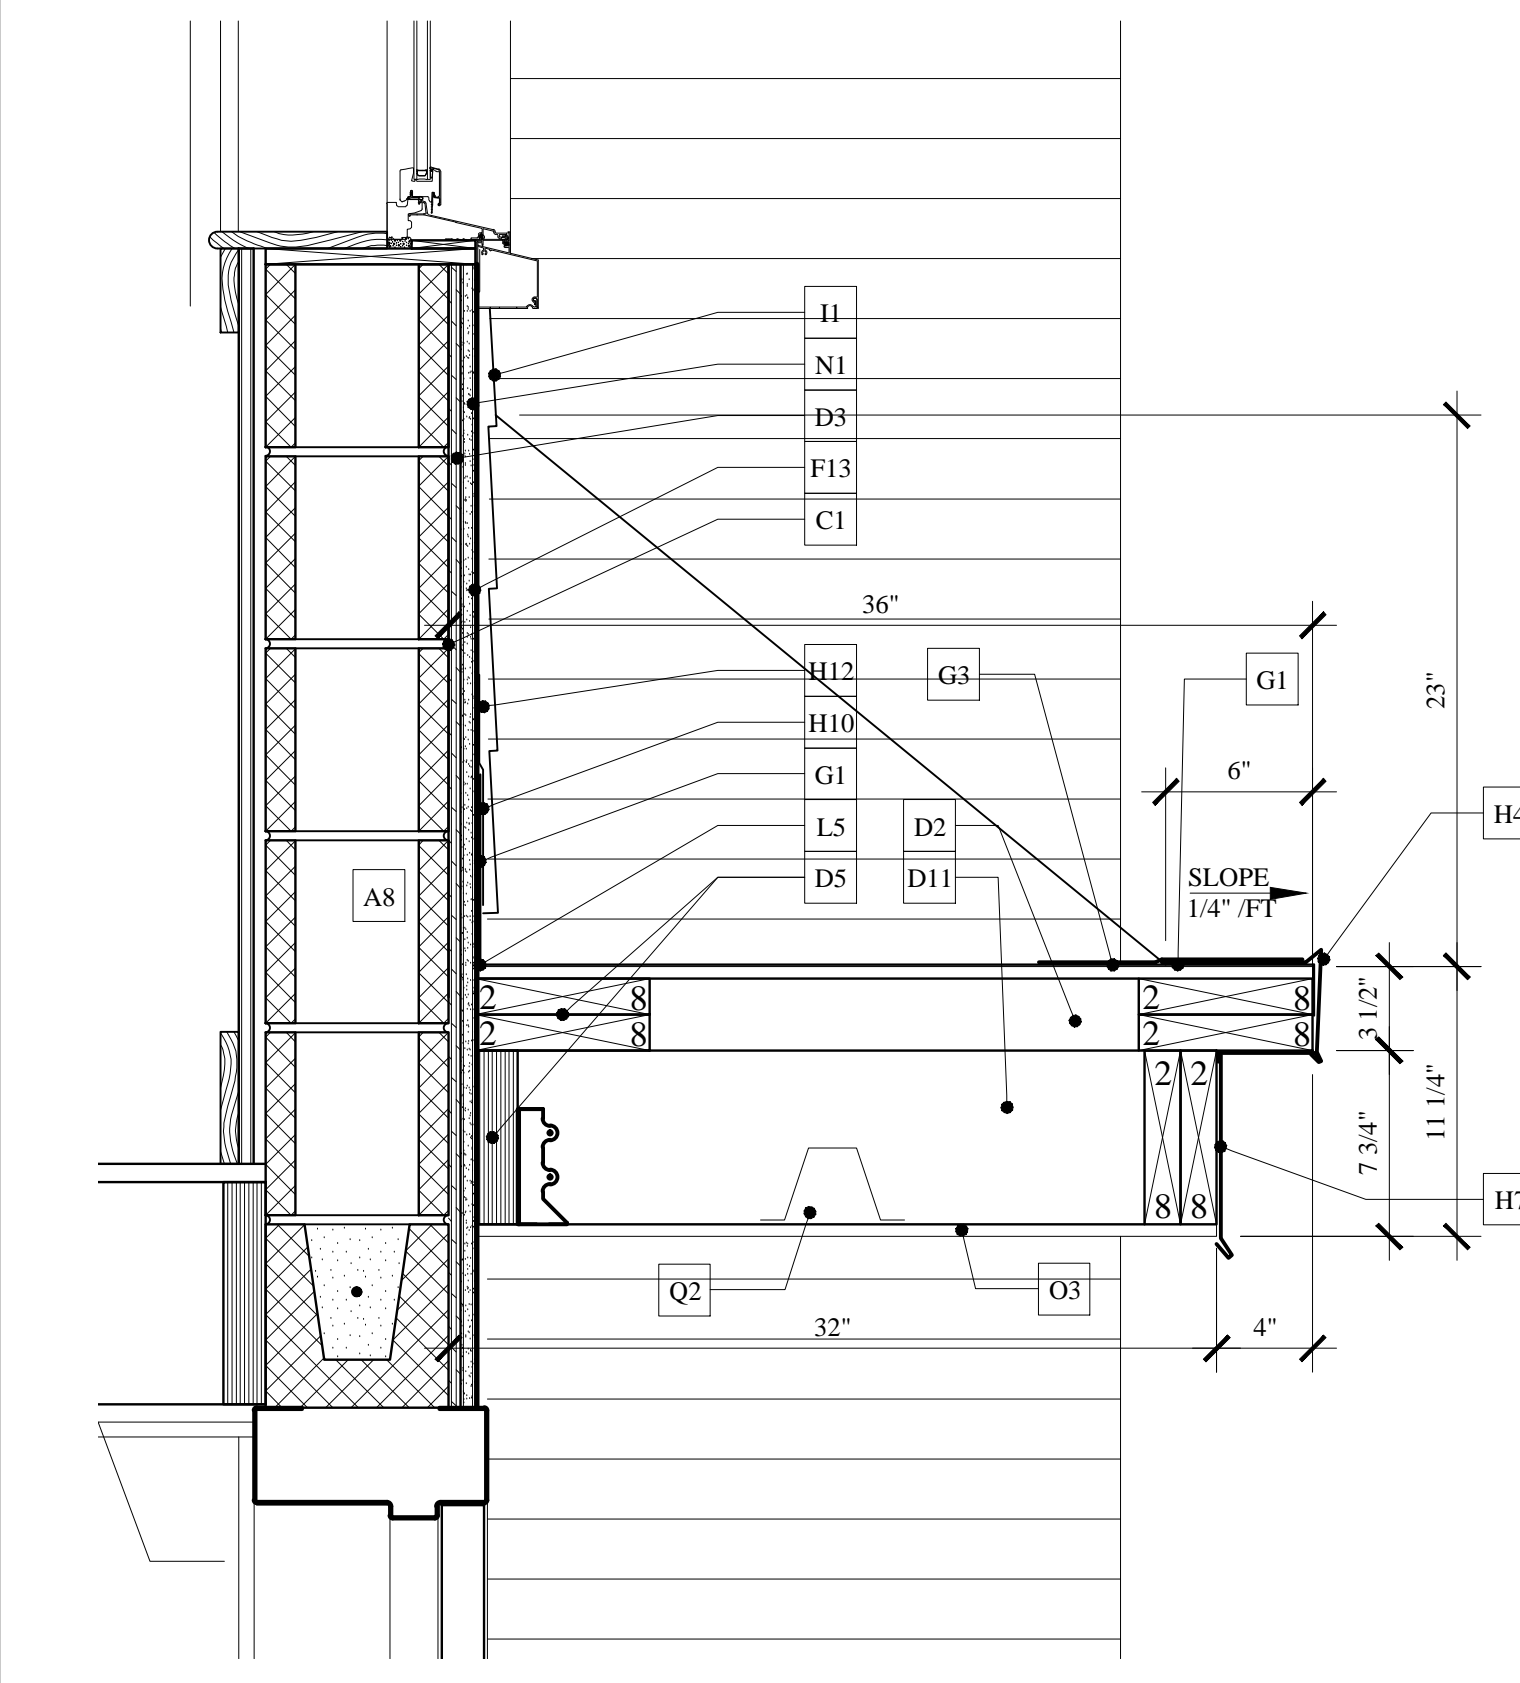 I1
N1
D3
F13
C1
36"
H12
G3
G1
23"
H10
6"
G1
L5
D2
H4
D5
D11
SLOPE
A8
1/4" /FT
2 8 2 8
2 8 2 8
3 1/2"
2 2
11 1/4"
7 3/4"
8 8
H7
Q2
O3
32"
4"